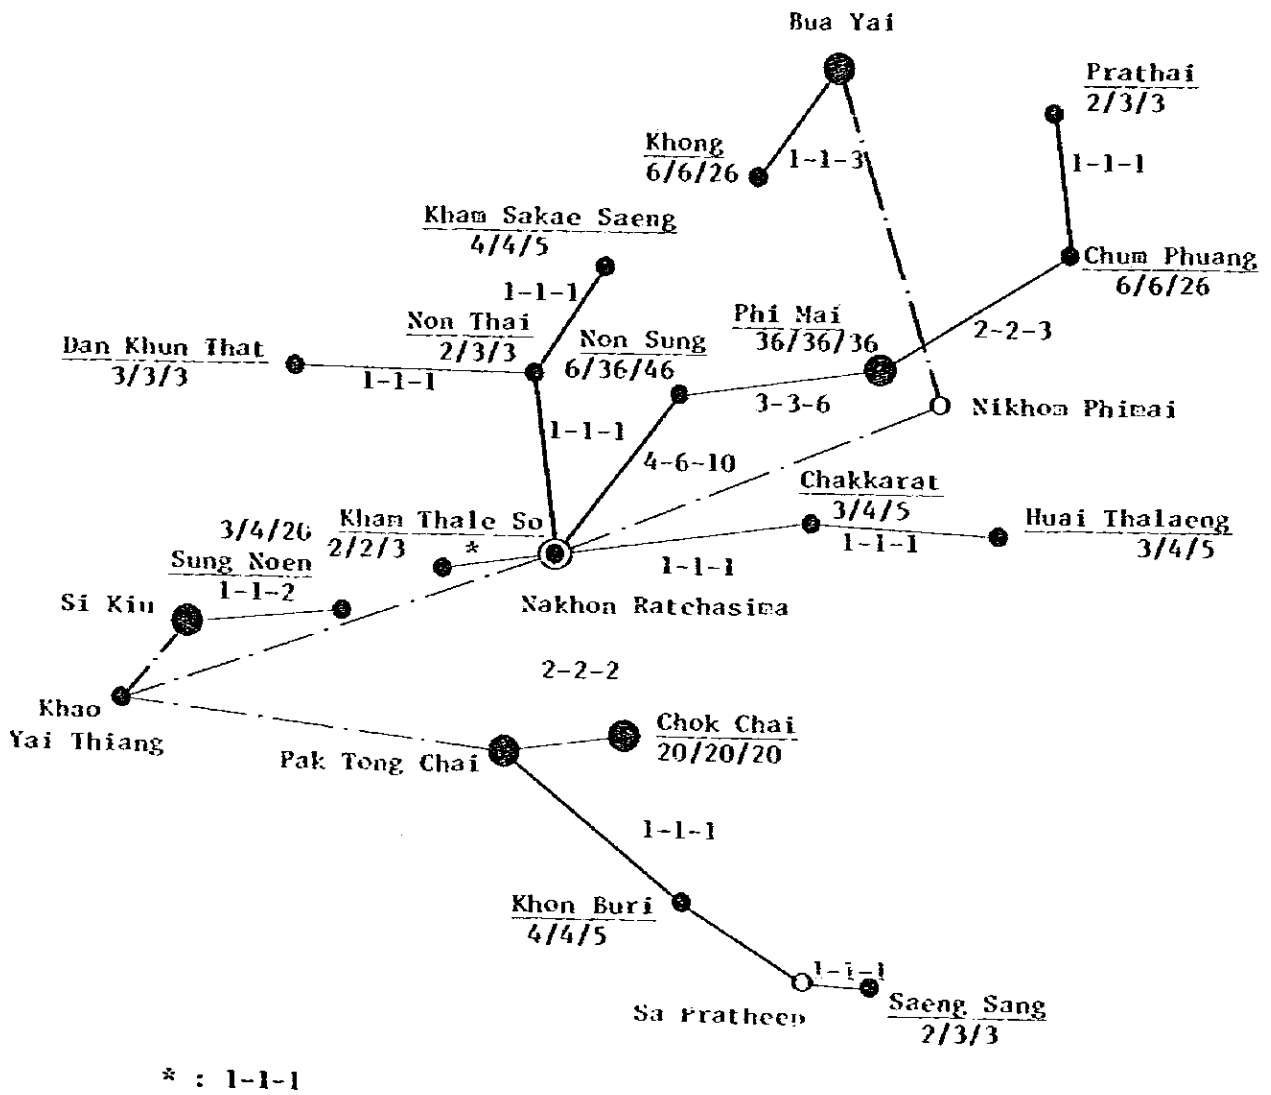 Bua Yai
Prathai
2/3/3
Khong
6/6/26
1-1-3
1-1-1
Kham Sakae Saeng
4/4/5
Chum Phuang
6/6/26
1-1-1
Non Thai
2/3/3
Phi Mai
36/36/36
2-2-3
Dan Khun That
3/3/3
Non Sung
6/36/46
1-1-1
3-3-6
Nikhom Phimai
1-1-1
4-6-10
Chakkarat
3/4/5
Huai Thalaeng
3/4/5
1-1-1
3/4/26
Kham Thale So
2/2/3
*
Sung Noen
1-1-2
1-1-1
Si Kiu
Nakhon Ratchasima
2-2-2
Khao
Yai Thiang
Chok Chai
20/20/20
Pak Tong Chai
1-1-1
Khon Buri
4/4/5
1-1-1
Sa Pratheep
Saeng Sang
2/3/3
* : 1-1-1